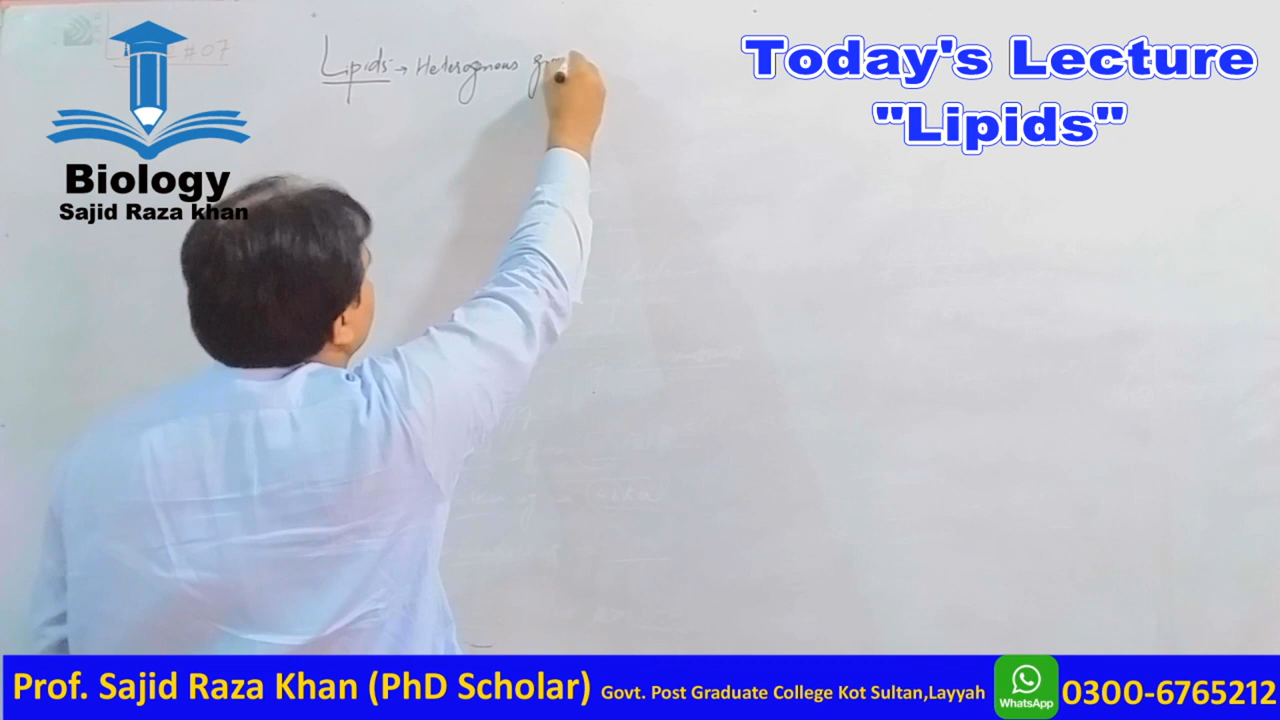 #07
Lipids → Heterogenous
Today's Lecture
"Lipids"
Biology
Sajid Raza khan
Prof. Sajid Raza Khan (PhD Scholar) Govt. Post Graduate College Kot Sultan,Layyah WhatsApp 0300-6765212